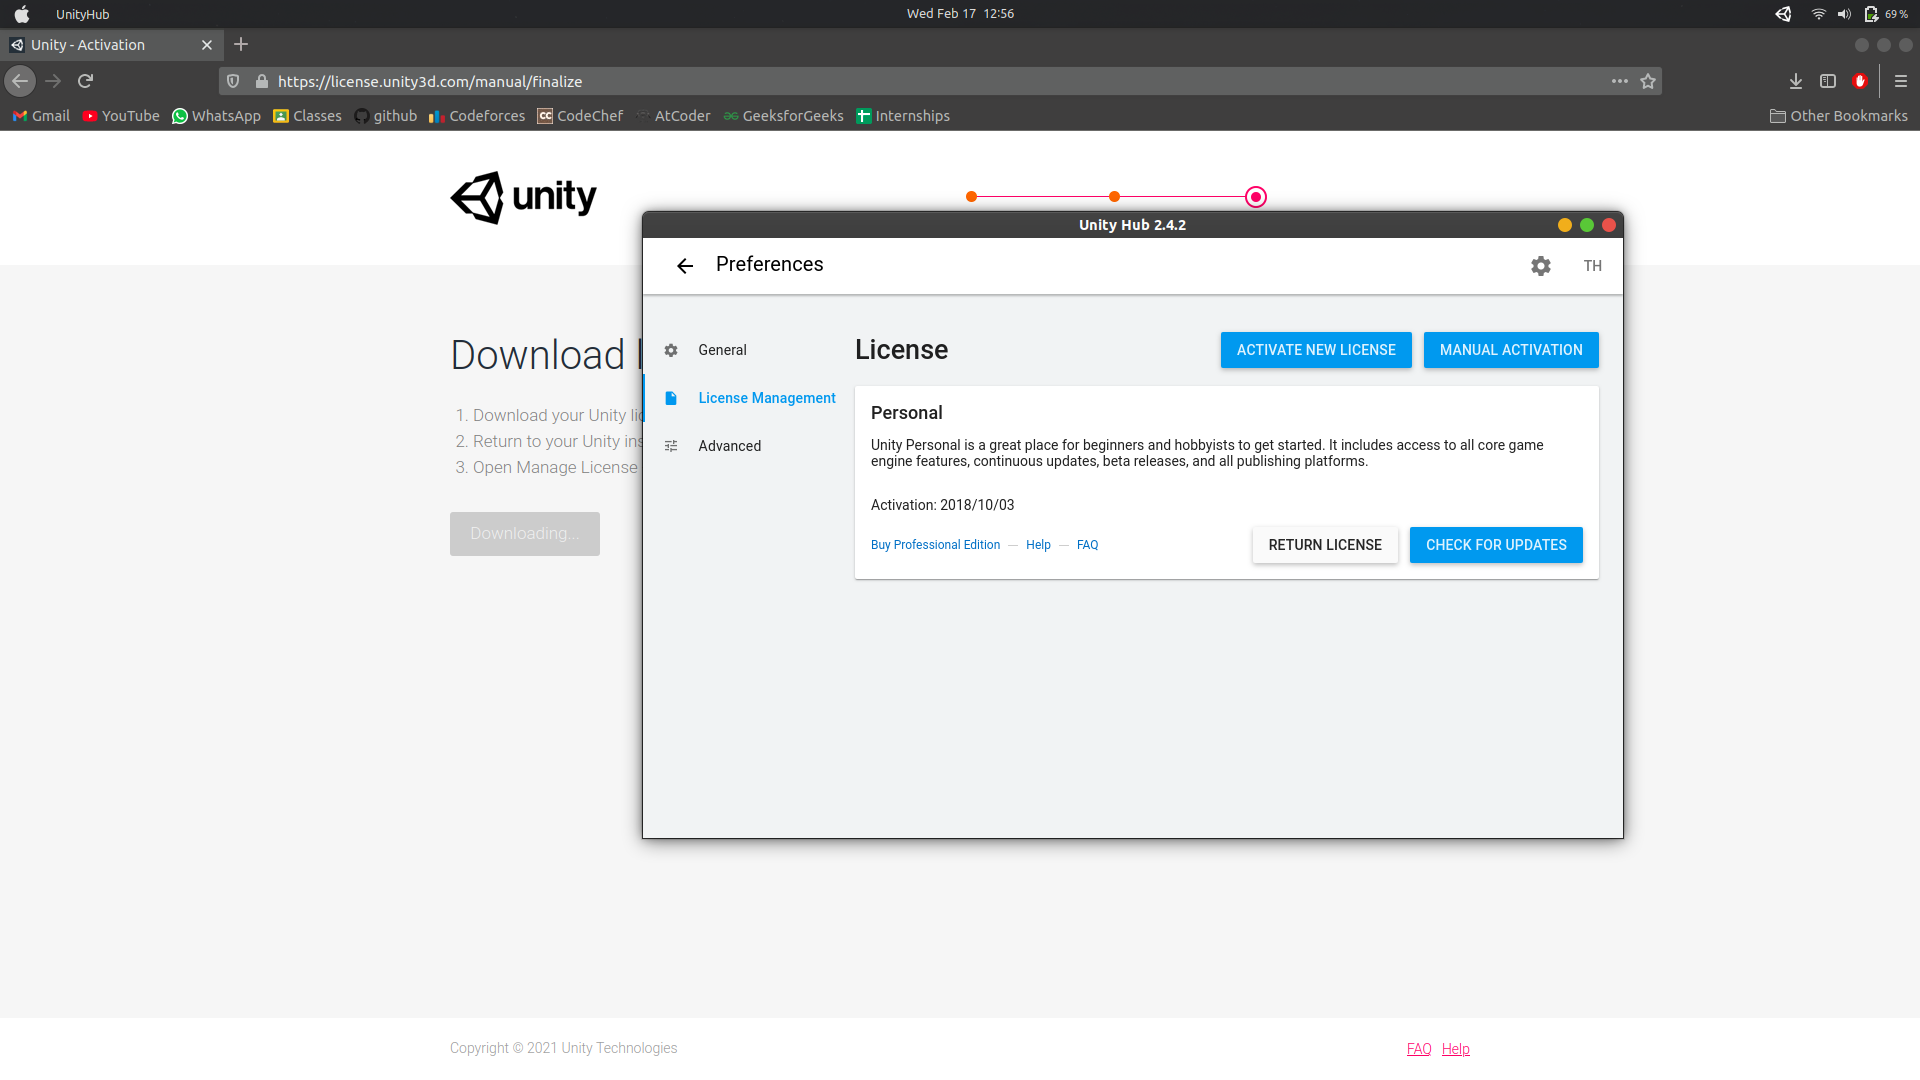 UnityHub
Wed Feb 17 12:56
69 %
Unity - Activation
https://license.unity3d.com/manual/finalize
Gmail
YouTube
WhatsApp
Classes
github
Codeforces
CC CodeChef
AtCoder
GeeksforGeeks
Internships
Other Bookmarks
unity
Unity Hub 2.4.2
Preferences
TH
Download
1. Download your Unity
2. Return to your Unity
3. Open Manage License
Downloading...
General
License Management
Advanced
License
ACTIVATE NEW LICENSE
MANUAL ACTIVATION
Personal
Unity Personal is a great place for beginners and hobbyists to get started. It includes access to all core game
engine features, continuous updates, beta releases, and all publishing platforms.
Activation: 2018/10/03
Buy Professional Edition — Help — FAQ
RETURN LICENSE
CHECK FOR UPDATES
Copyright © 2021 Unity Technologies
FAQ Help